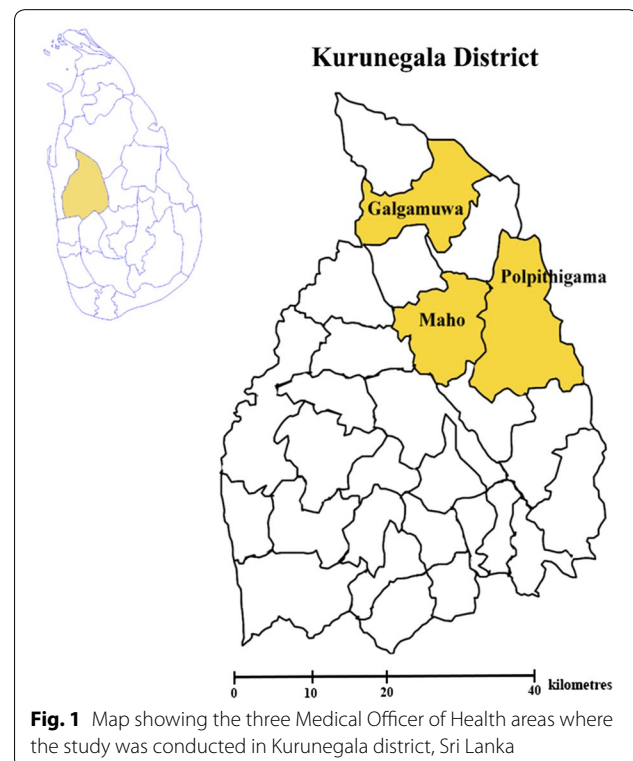 Kurunegala District
Galgamuwa
Polpithigama
Maho
0 10 20 40 kilometres
Fig. 1 Map showing the three Medical Officer of Health areas where
the study was conducted in Kurunegala district, Sri Lanka